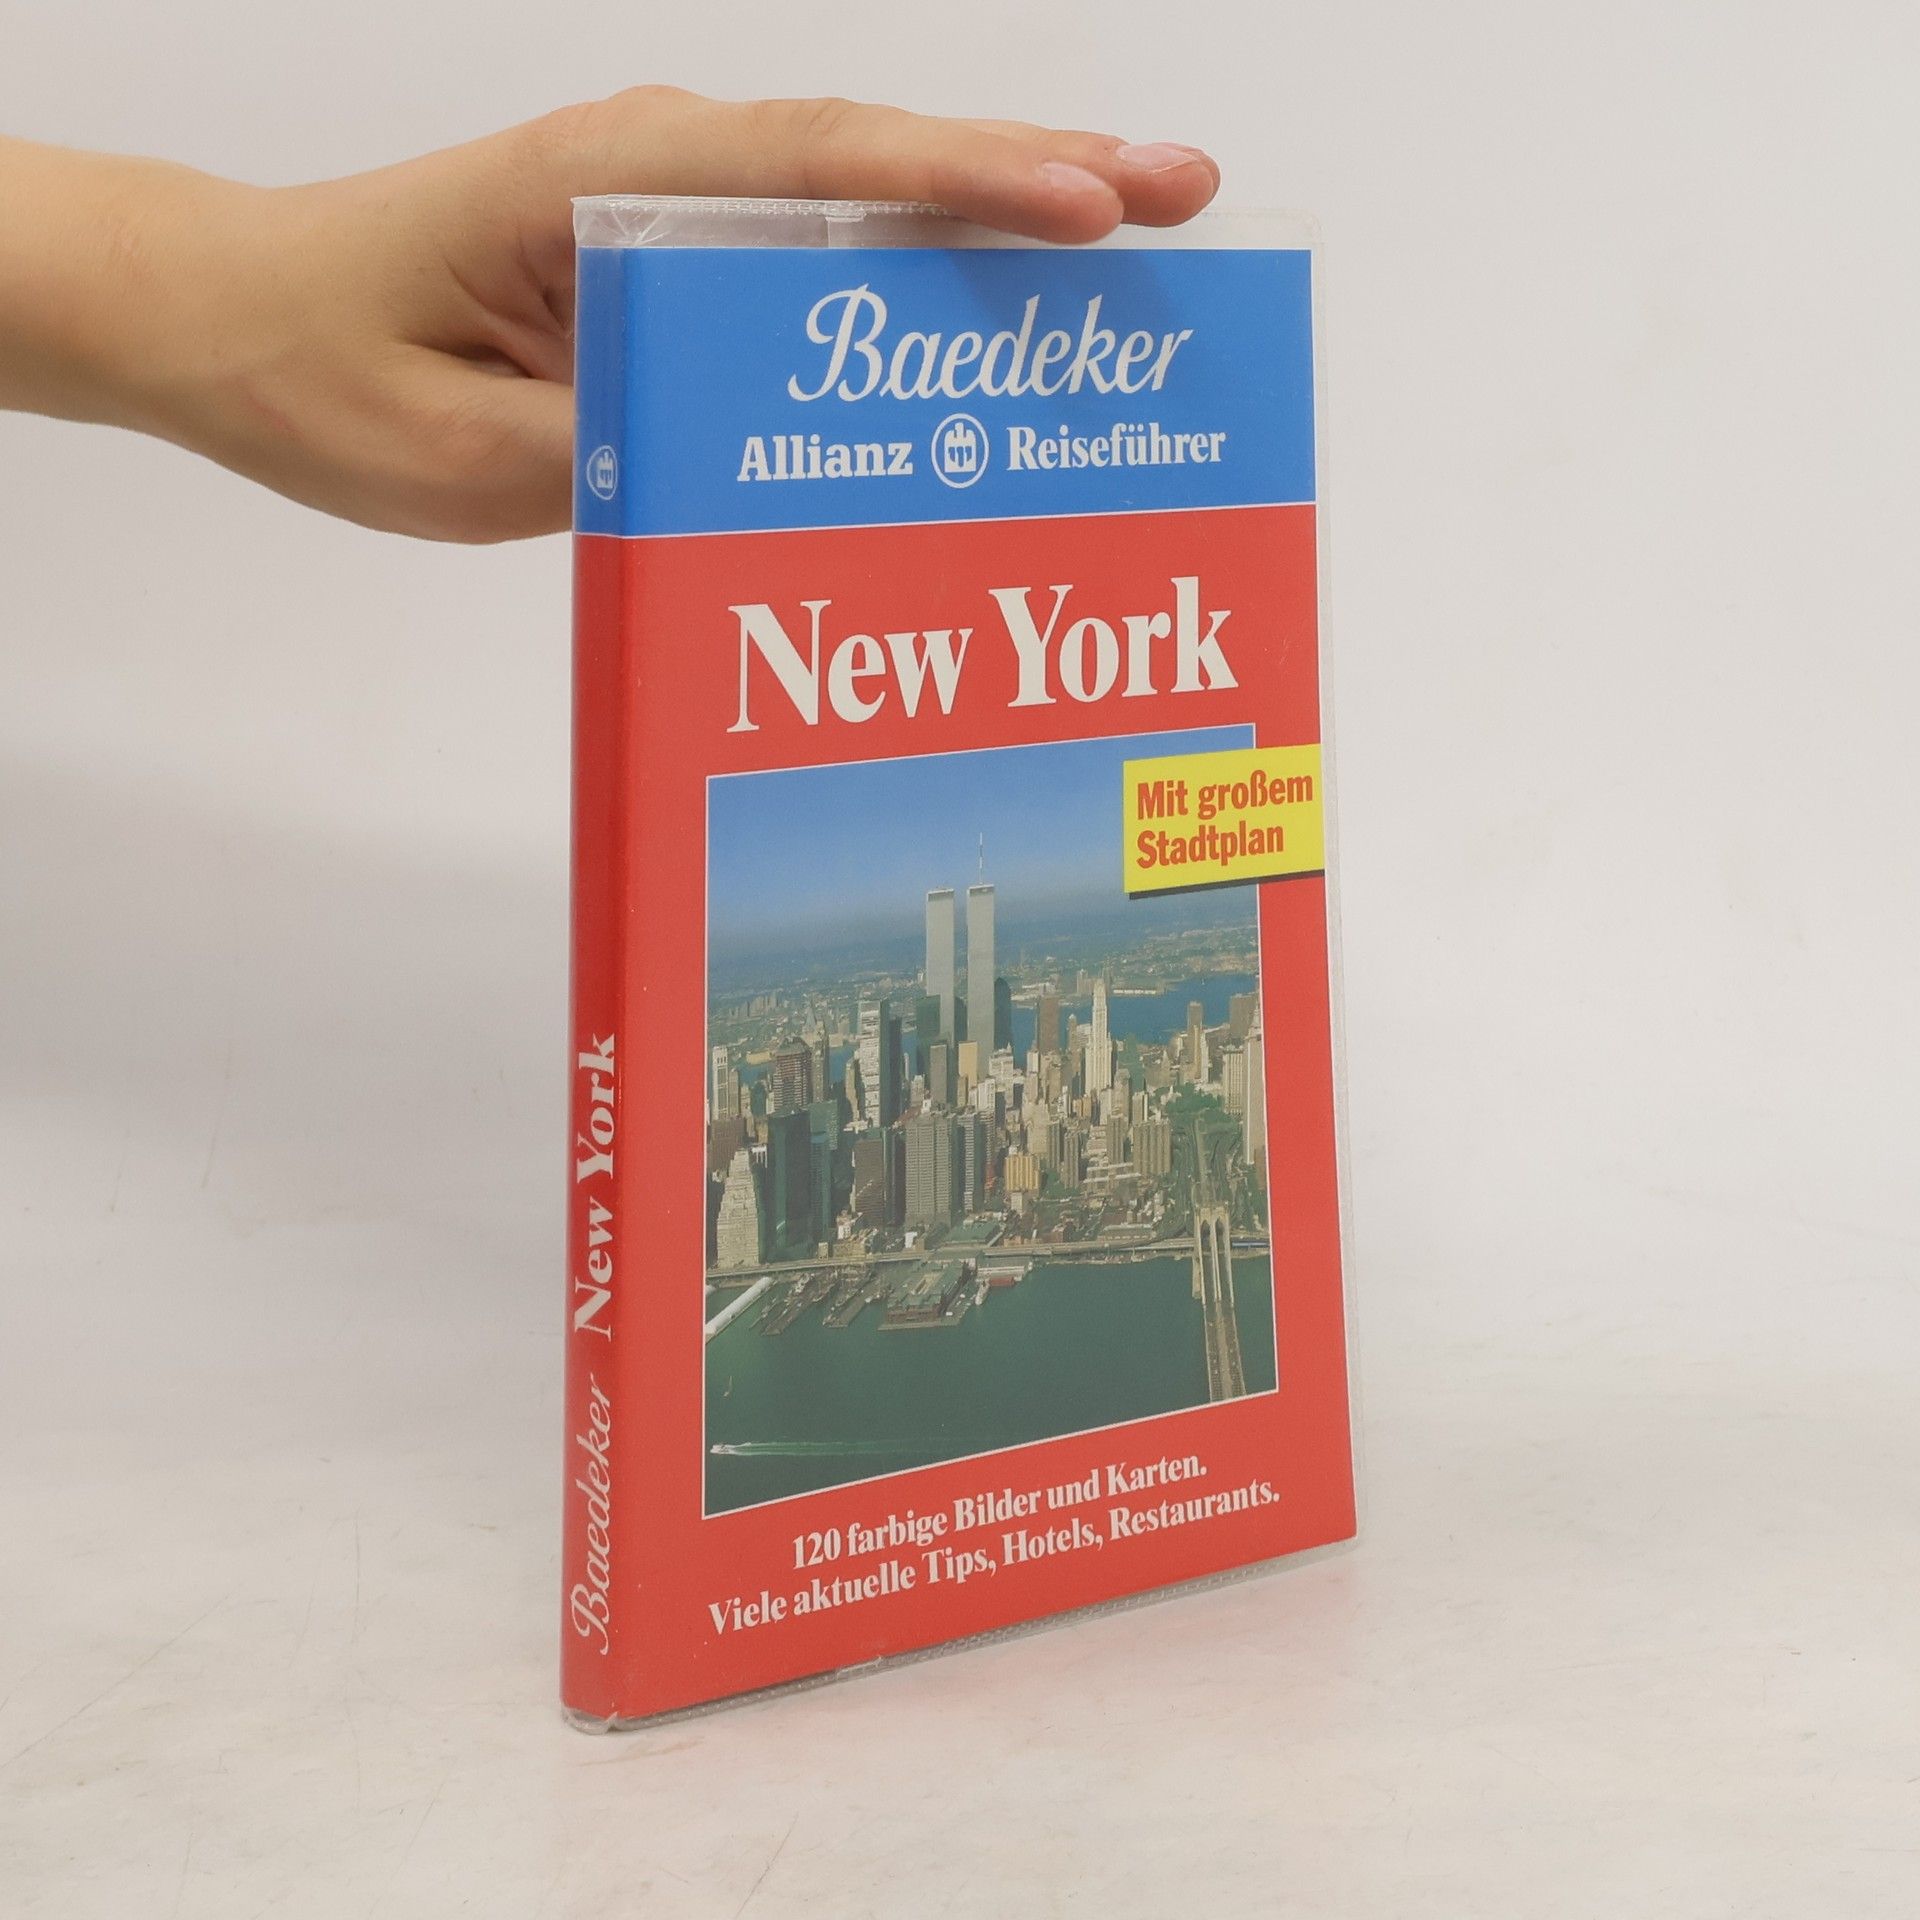 Baedeker
Allianz Reiseführer
New York
Mit großem
Stadtplan
120 farbige Bilder und Karten.
Viele aktuelle Tips, Hotels, Restaurants.
Baedeker New York